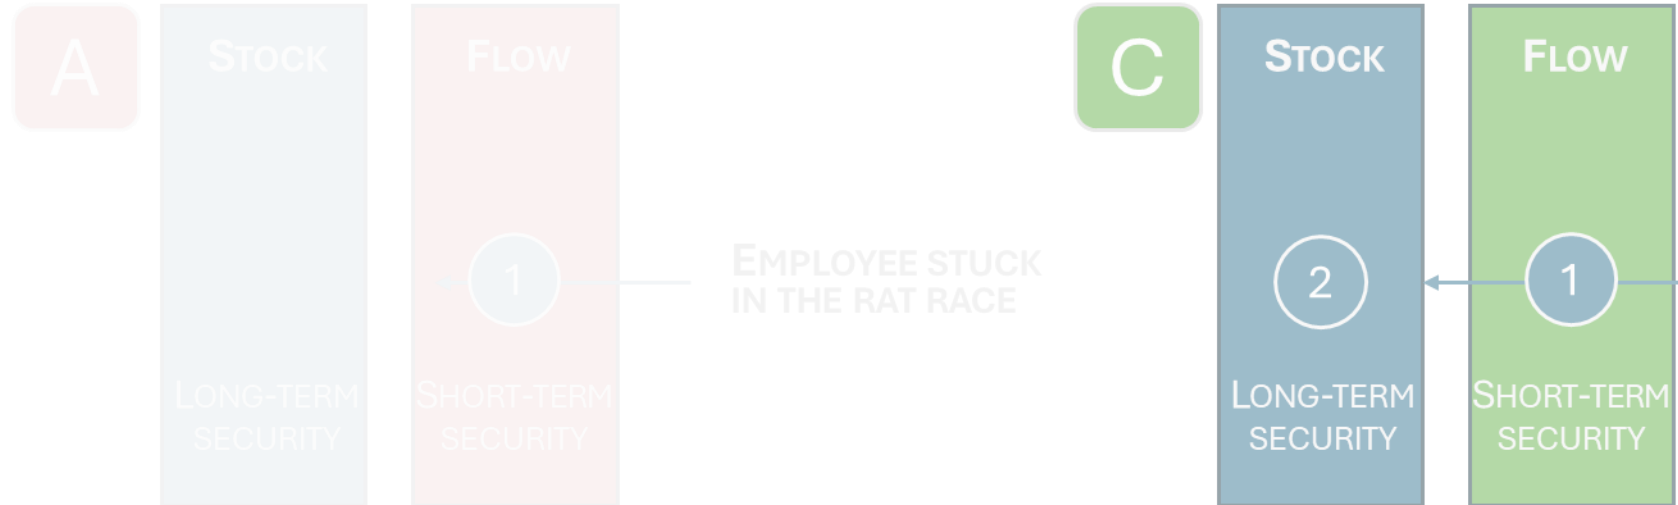 A
STOCK
FLOW
1
EMPLOYEE STUCK
IN THE RAT RACE
LONG-TERM
SECURITY
SHORT-TERM
SECURITY
C
STOCK
FLOW
2
1
LONG-TERM
SECURITY
SHORT-TERM
SECURITY